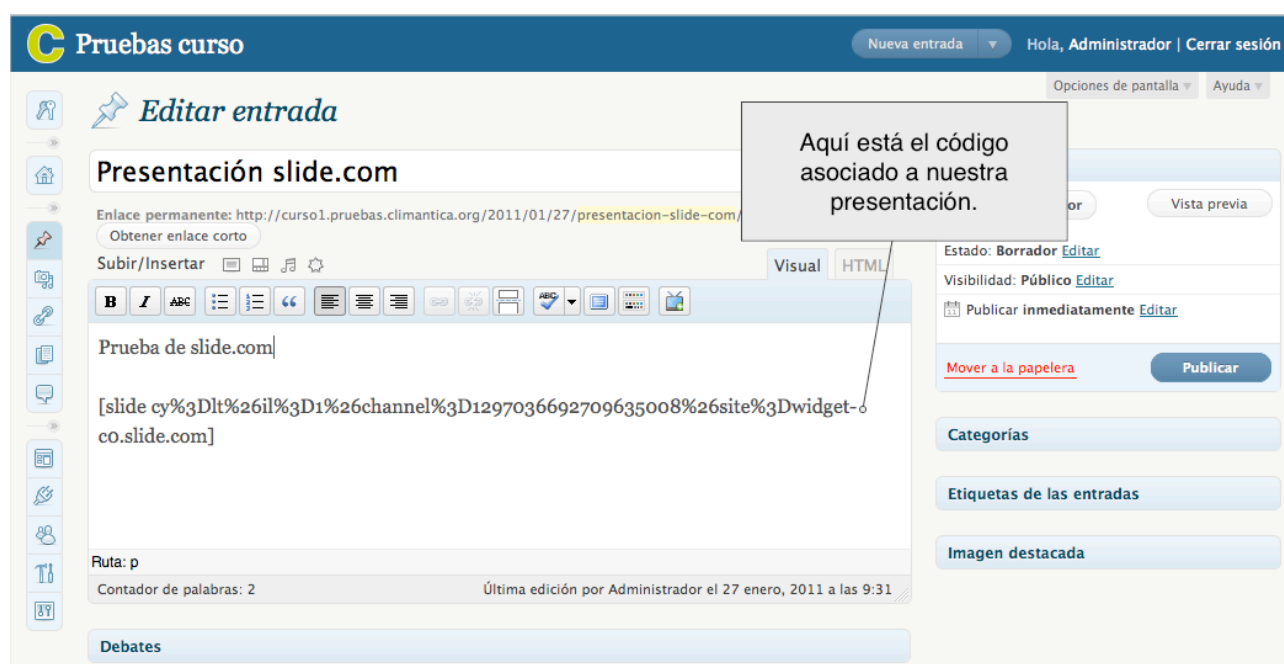 C Pruebas curso
Nueva entrada
Hola, Administrador | Cerrar sesión
Opciones de pantalla
Ayuda
Editar entrada
Aquí está el código
asociado a nuestra
presentación.
Presentación slide.com
Enlace permanente: http://curso1.pruebas.climantica.org/2011/01/27/presentacion-slide-com/
Obtener enlace corto
or
Vista previa
Subir/Insertar
Visual
HTML
Estado: Borrador Editar
Visibilidad: Público Editar
B I ABC
ABC
Publicar inmediatamente Editar
Prueba de slide.com
Mover a la papelera
Publicar
[slide cy%3Dlt%26il%3D1%26channel%3D1297036692709635008%26site%3Dwidget-
c0.slide.com]
Categorías
Etiquetas de las entradas
Imagen destacada
Ruta: p
Contador de palabras: 2
Última edición por Administrador el 27 enero, 2011 a las 9:31
Debates